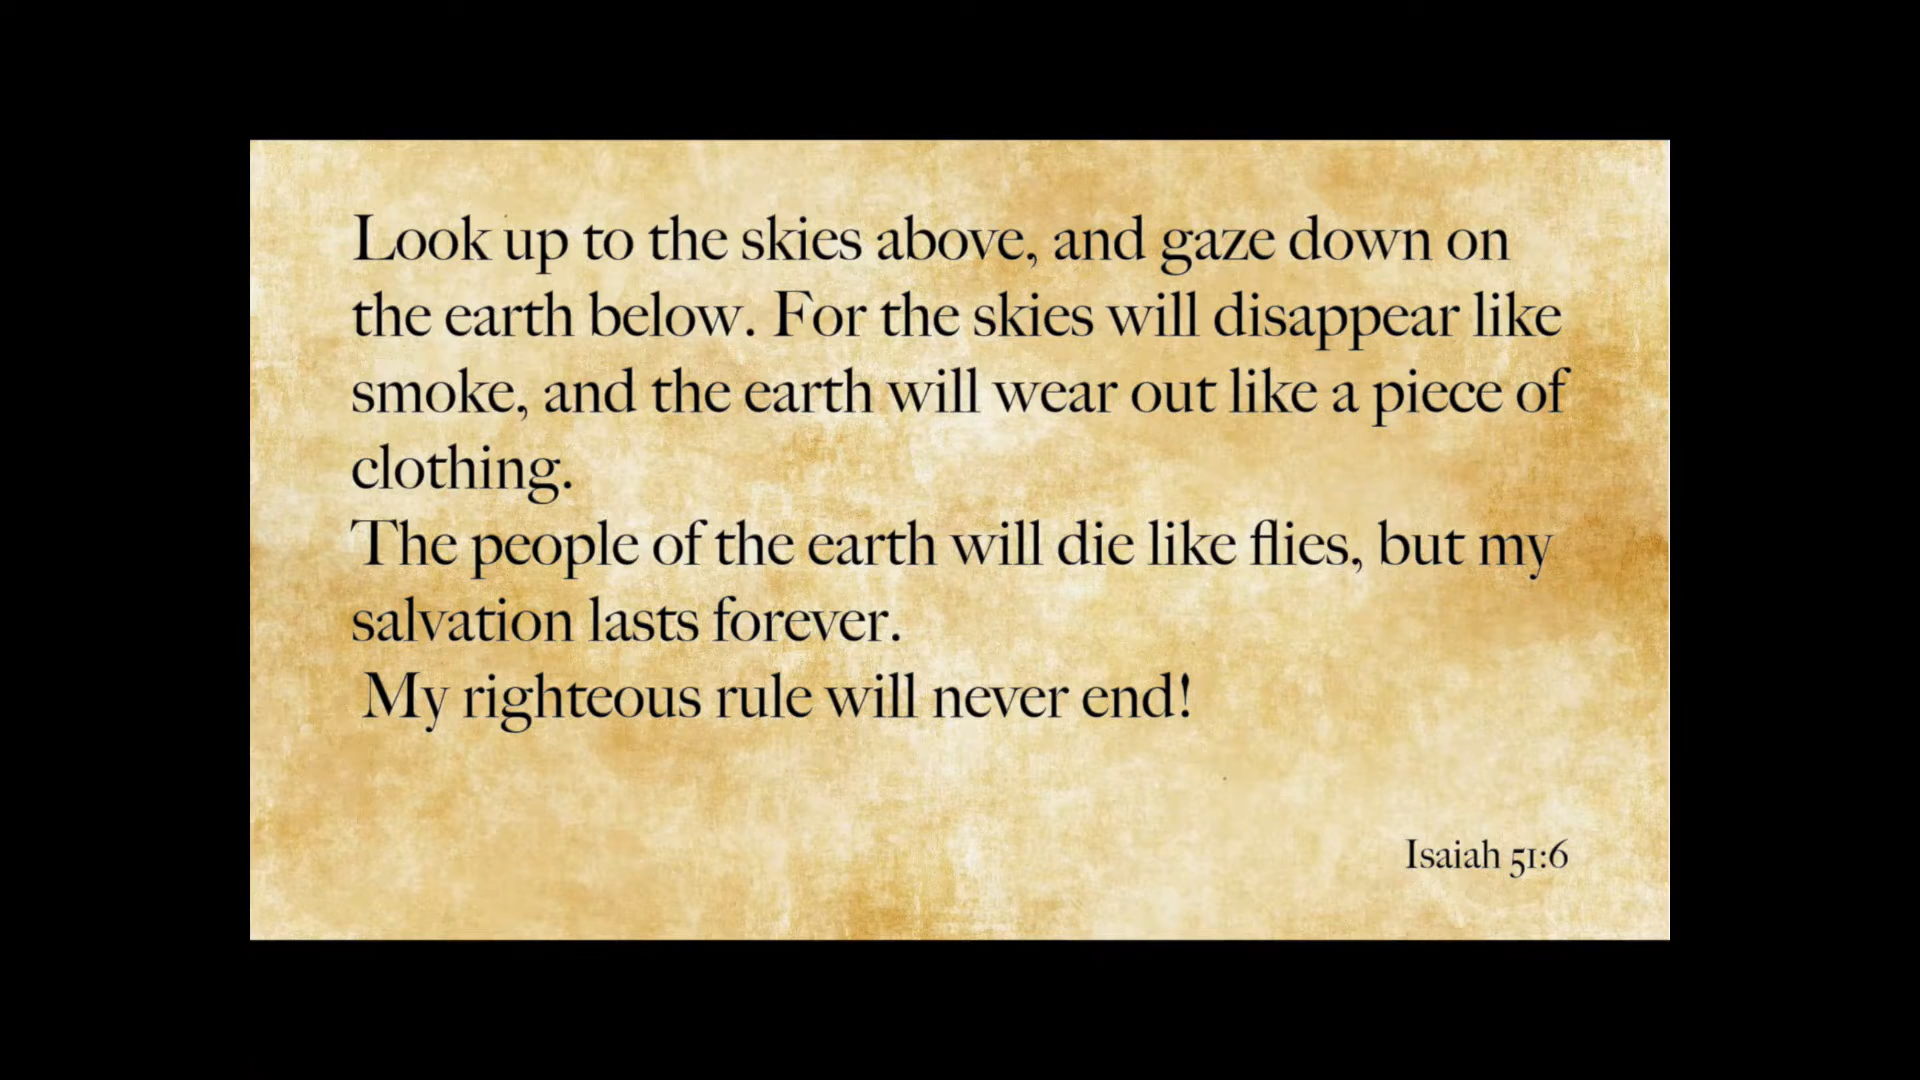 Look up to the skies above, and gaze down on
the earth below. For the skies will disappear like
smoke, and the earth will wear out like a piece of
clothing.
The people of the earth will die like flies, but my
salvation lasts forever.
My righteous rule will never end!
Isaiah 51:6